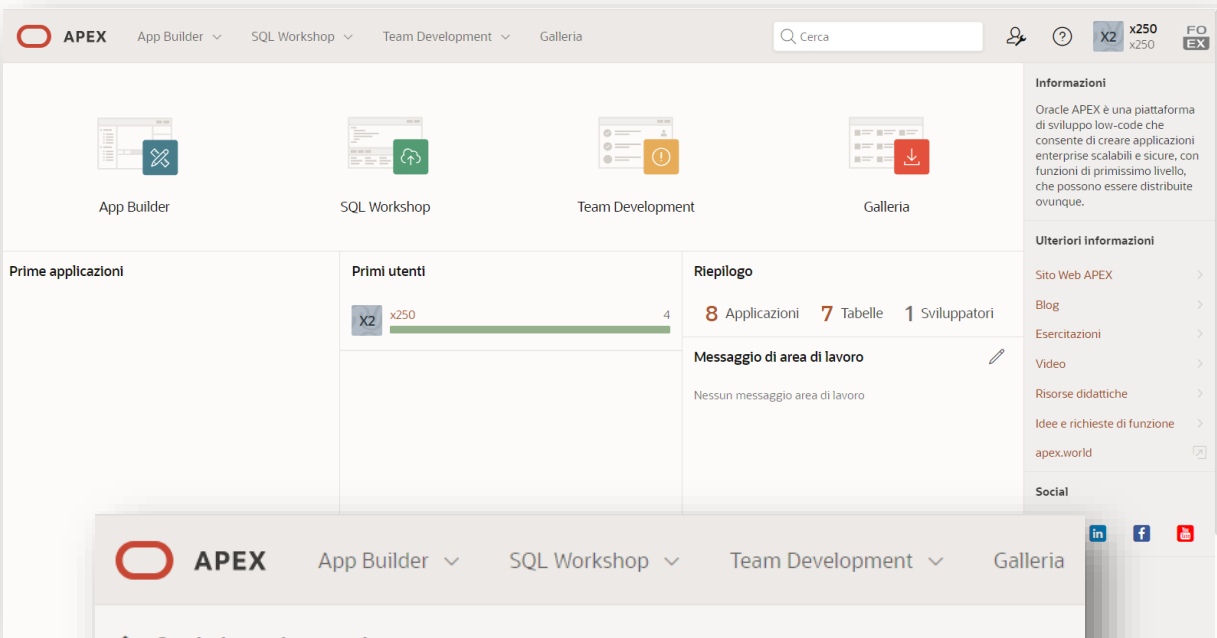 APEX App Builder SQL Workshop Team Development Galleria Cerca X2 x250 x250 FO EX
App Builder SQL Workshop Team Development Galleria
Prime applicazioni
Primi utenti
X2 x250 4
Riepilogo
8 Applicazioni 7 Tabelle 1 Sviluppatori
Messaggio di area di lavoro
Nessun messaggio area di lavoro
Informazioni
Oracle APEX è una piattaforma
di sviluppo low-code che
consente di creare applicazioni
enterprise scalabili e sicure, con
funzioni di primissimo livello,
che possono essere distribuite
ovunque.
Ulteriori informazioni
Sito Web APEX
Blog
Esercitazioni
Video
Risorse didattiche
Idee e richieste di funzione
apex.world
Social
in f
APEX App Builder SQL Workshop Team Development Galleria